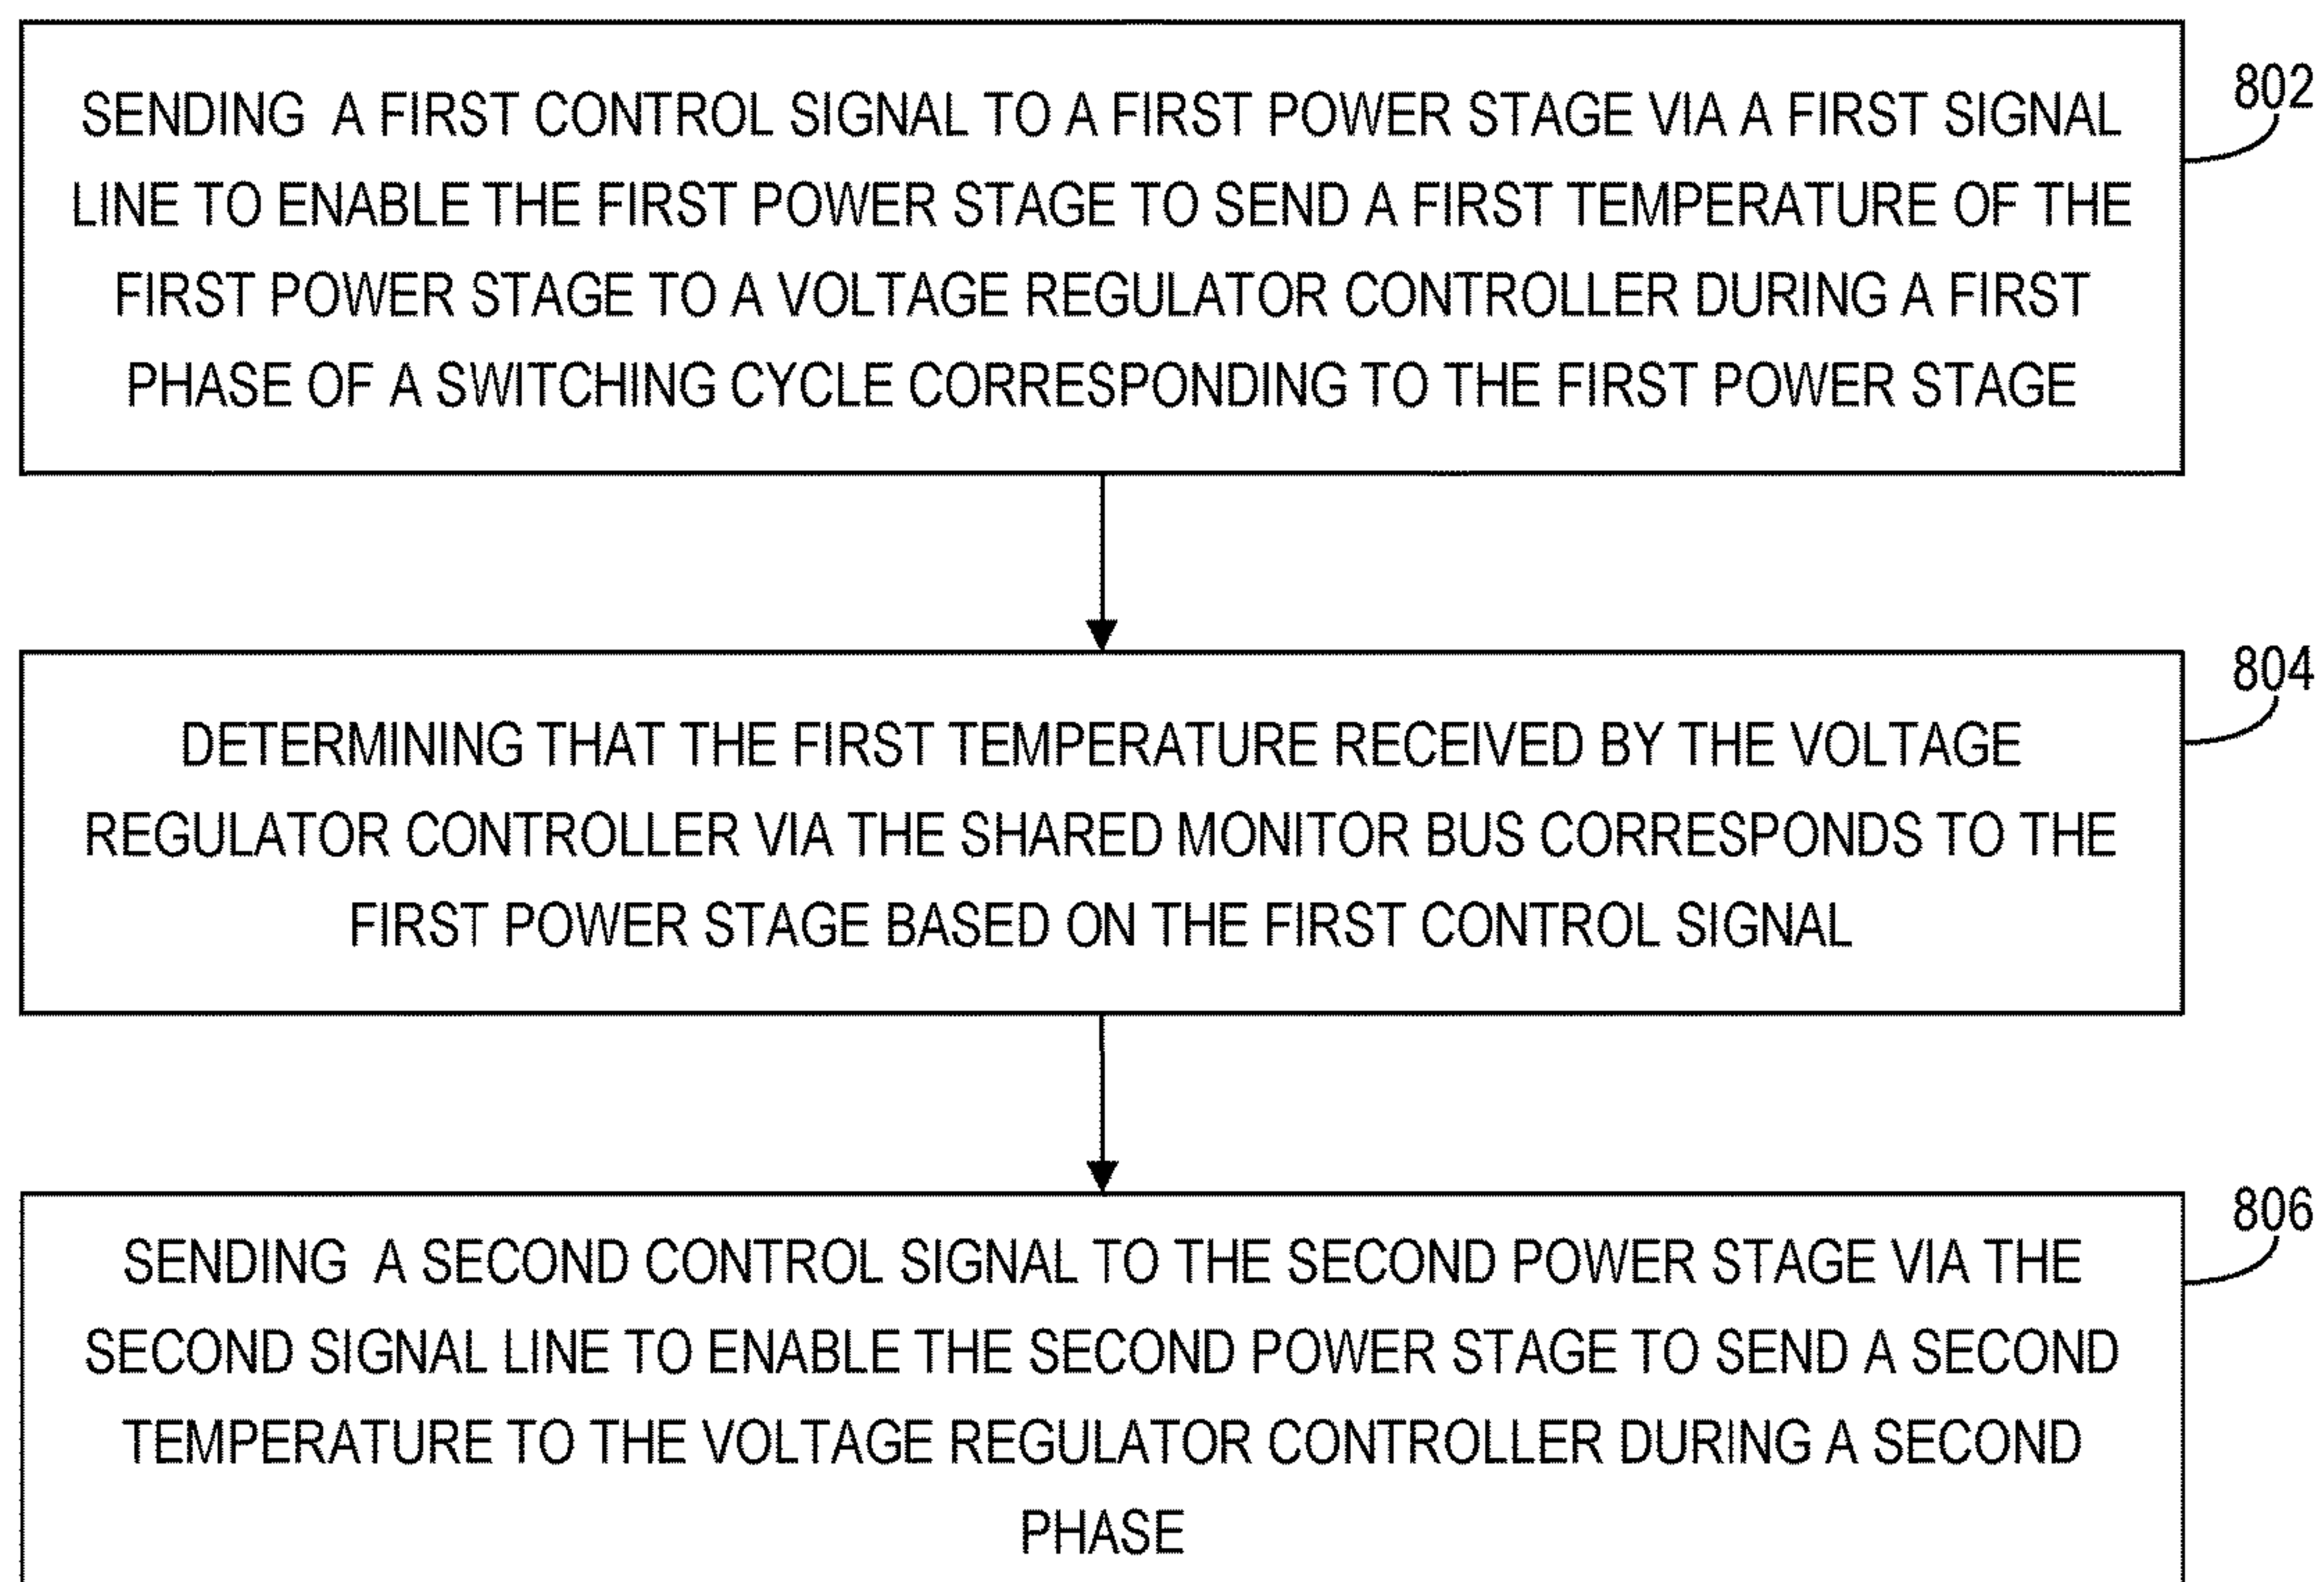 SENDING A FIRST CONTROL SIGNAL TO A FIRST POWER STAGE VIA A FIRST SIGNAL
LINE TO ENABLE THE FIRST POWER STAGE TO SEND A FIRST TEMPERATURE OF THE
FIRST POWER STAGE TO A VOLTAGE REGULATOR CONTROLLER DURING A FIRST
PHASE OF A SWITCHING CYCLE CORRESPONDING TO THE FIRST POWER STAGE
802
DETERMINING THAT THE FIRST TEMPERATURE RECEIVED BY THE VOLTAGE
REGULATOR CONTROLLER VIA THE SHARED MONITOR BUS CORRESPONDS TO THE
FIRST POWER STAGE BASED ON THE FIRST CONTROL SIGNAL
804
SENDING A SECOND CONTROL SIGNAL TO THE SECOND POWER STAGE VIA THE
SECOND SIGNAL LINE TO ENABLE THE SECOND POWER STAGE TO SEND A SECOND
TEMPERATURE TO THE VOLTAGE REGULATOR CONTROLLER DURING A SECOND
PHASE
806